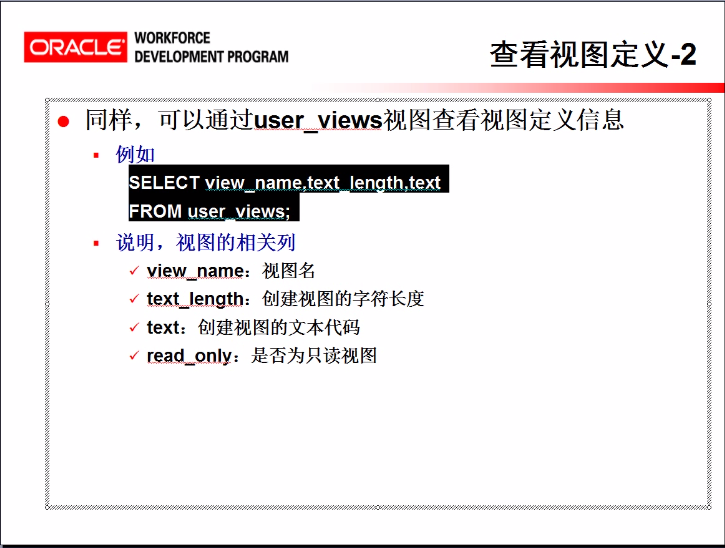 ORACLE WORKFORCE
DEVELOPMENT PROGRAM
查看视图定义-2
同样，可以通过user_views视图查看视图定义信息
例如
SELECT view_name,text_length,text
FROM user_views;
说明，视图的相关列
view_name：视图名
text_length：创建视图的字符长度
text：创建视图的文本代码
read_only：是否为只读视图